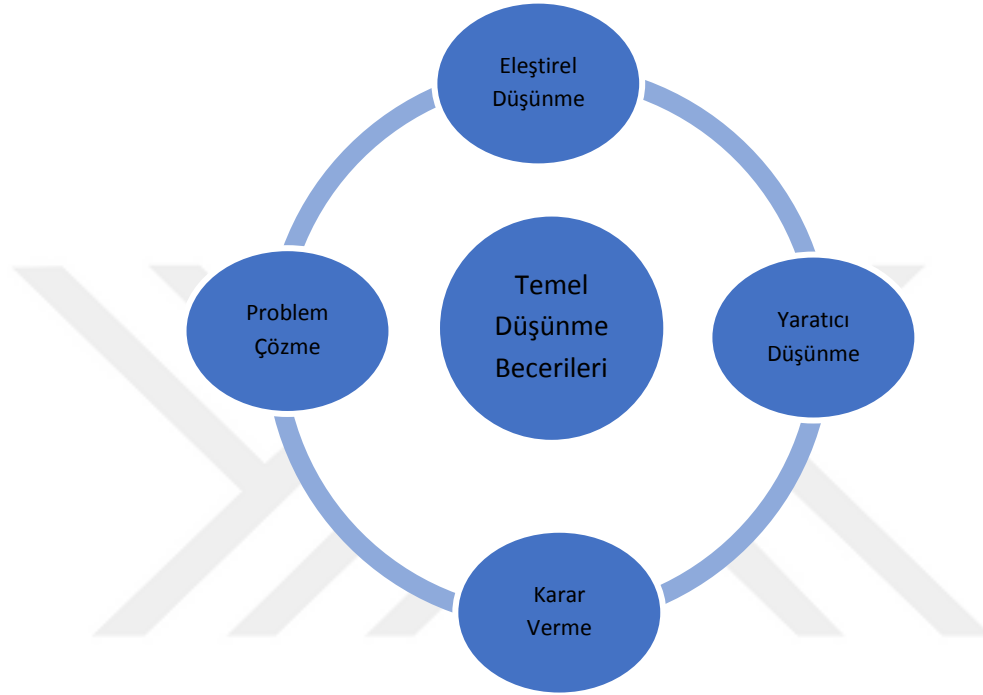 Eleştirel
Düşünme
Temel
Düşünme
Becerileri
Problem
Çözme
Yaratıcı
Düşünme
Karar
Verme